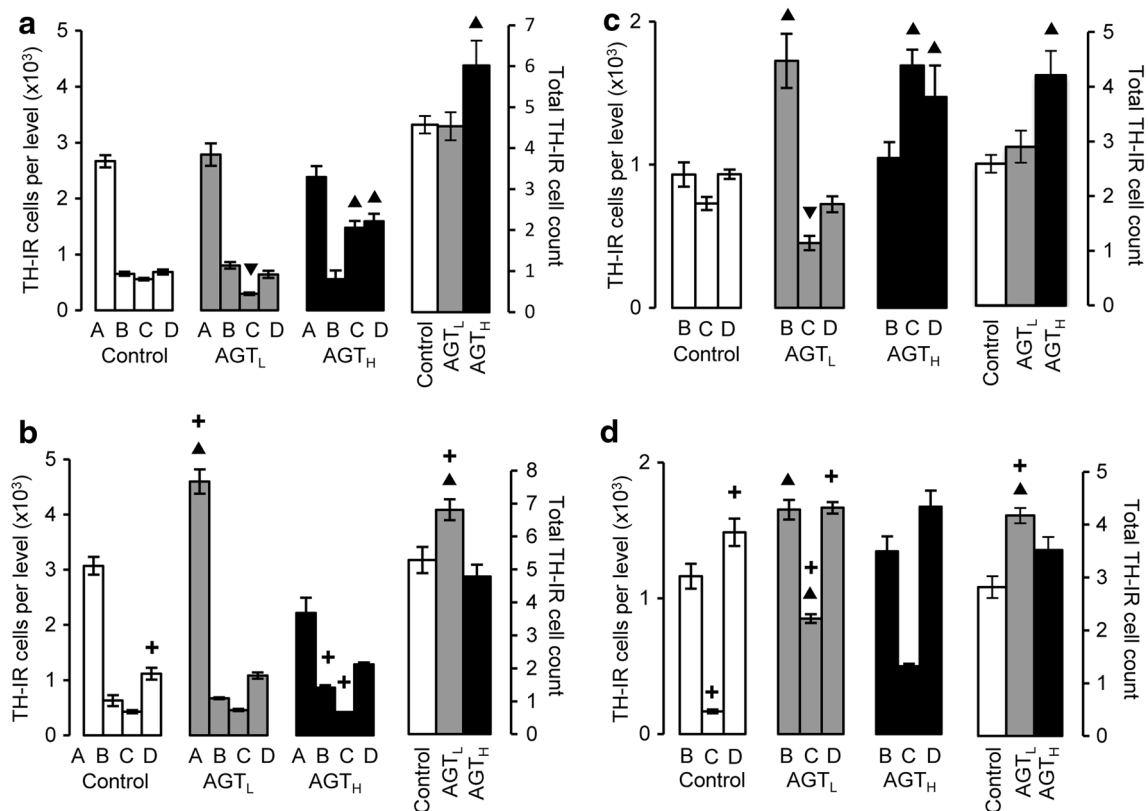 a
TH-IR cells per level (x10³)
5
4
3
2
1
0
A B C D
Control
A B C D
AGT_L
A B C D
AGT_H
Control
AGT_L
AGT_H
7
6
5
4
3
2
1
0
Total TH-IR cell count
c
TH-IR cells per level (x10³)
2
1
0
B C D
Control
B C D
AGT_L
B C D
AGT_H
Control
AGT_L
AGT_H
5
4
3
2
1
0
Total TH-IR cell count
b
TH-IR cells per level (x10³)
5
4
3
2
1
0
A B C D
Control
A B C D
AGT_L
A B C D
AGT_H
Control
AGT_L
AGT_H
8
7
6
5
4
3
2
1
0
Total TH-IR cell count
d
TH-IR cells per level (x10³)
2
1
0
B C D
Control
B C D
AGT_L
B C D
AGT_H
Control
AGT_L
AGT_H
5
4
3
2
1
0
Total TH-IR cell count